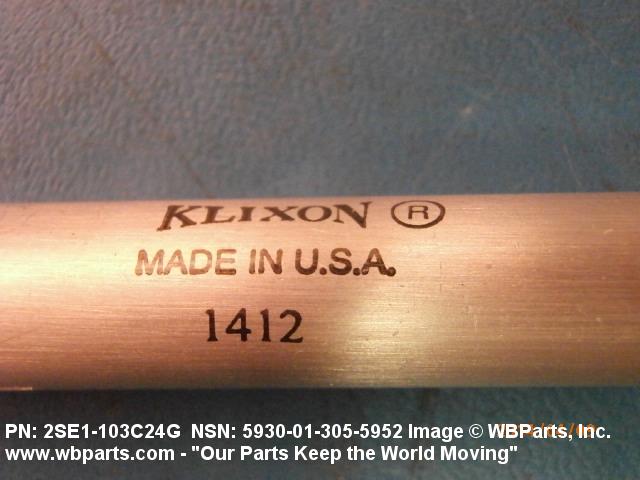 KLIXON ®
MADE IN U.S.A.
1412
PN: 2SE1-103C24G NSN: 5930-01-305-5952 Image © WBParts, Inc.
www.wbparts.com - "Our Parts Keep the World Moving"